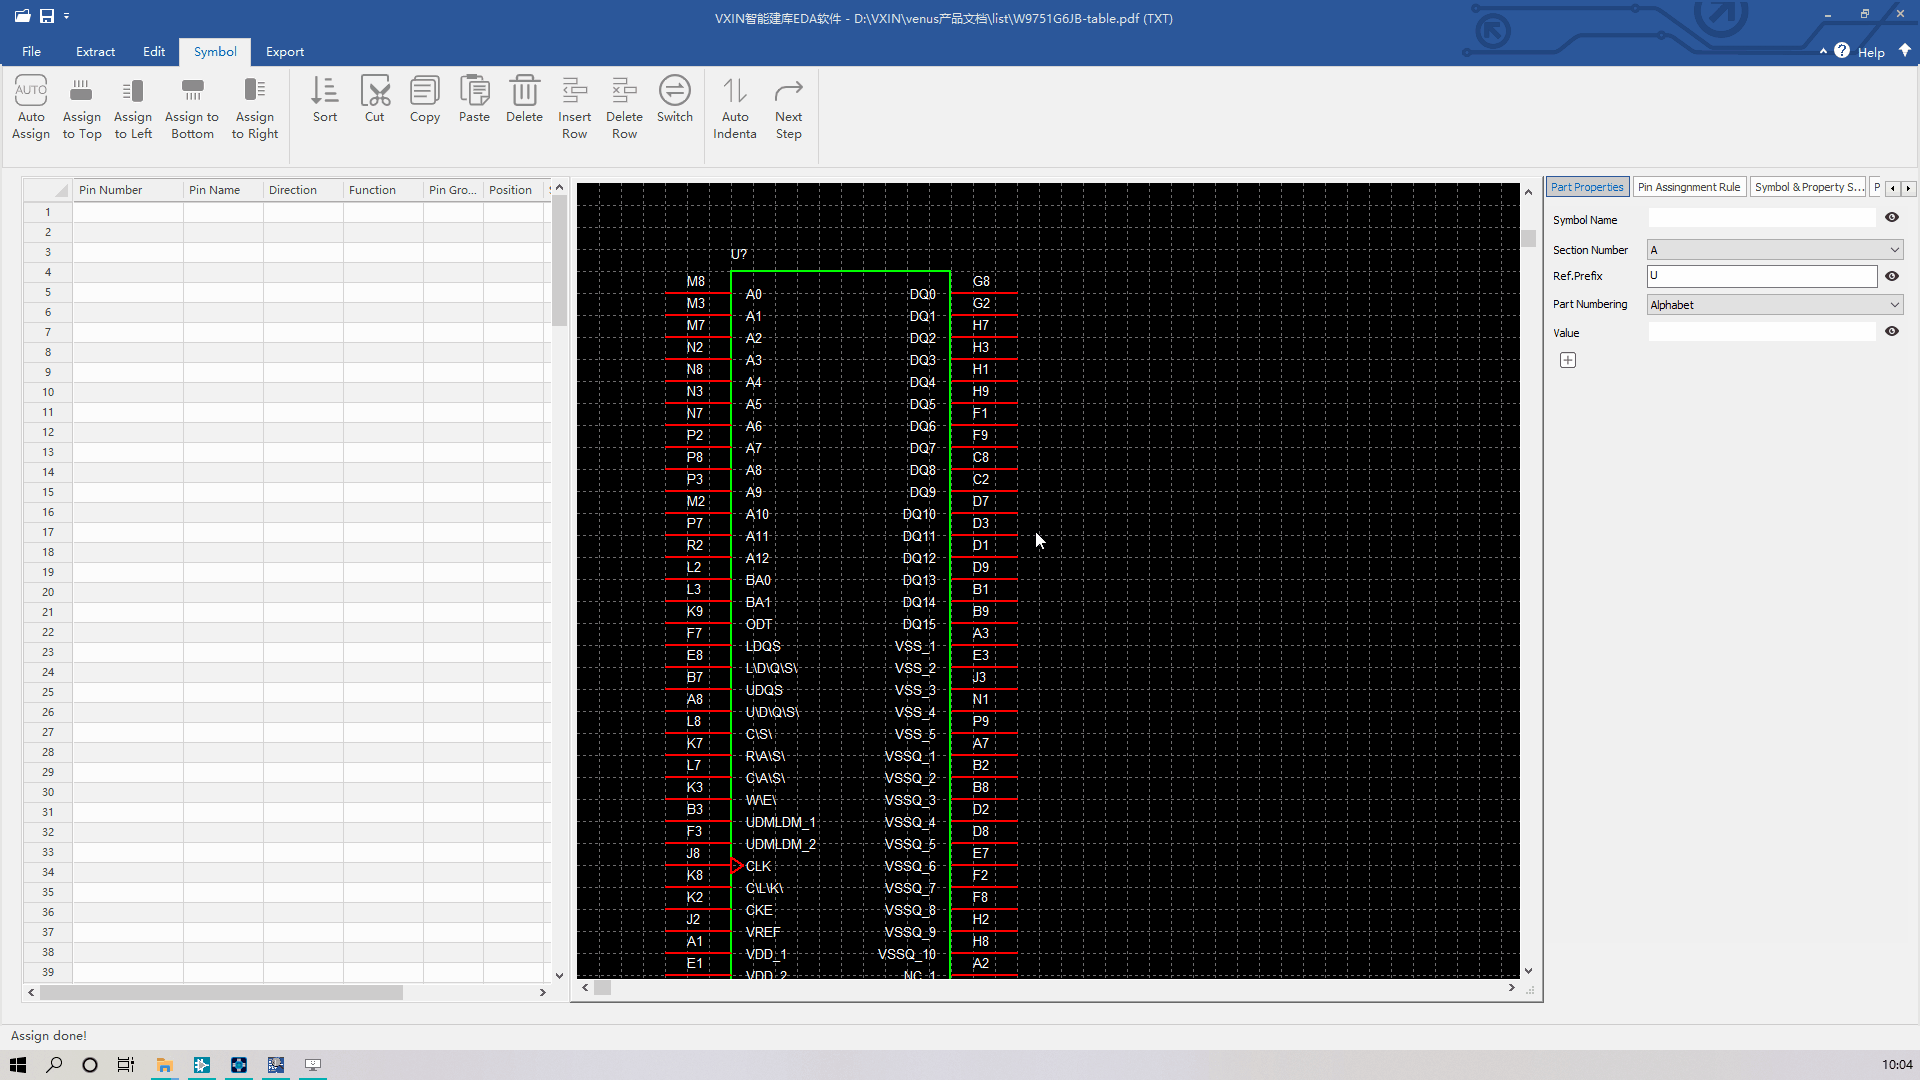 VXIN智能建库EDA软件 - D:\VXIN\venus产品文档\list\W9751G6JB-table.pdf (TXT)
File Extract Edit Symbol Export
Help
AUTO
Auto Assign
Assign to Top
Assign to Left
Assign to Bottom
Assign to Right
Sort
Cut
Copy
Paste
Delete
Insert Row
Delete Row
Switch
Auto Indenta
Next Step
Pin Number Pin Name Direction Function Pin Gro... Position
1
2
3
4
5
6
7
8
9
10
11
12
13
14
15
16
17
18
19
20
21
22
23
24
25
26
27
28
29
30
31
32
33
34
35
36
37
38
39
U?
M8 A0 DQ0 G8
M3 A1 DQ1 G2
M7 A2 DQ2 H7
N2 A3 DQ3 H3
N8 A4 DQ4 H1
N3 A5 DQ5 H9
N7 A6 DQ6 F1
P2 A7 DQ7 F9
P8 A8 DQ8 C8
P3 A9 DQ9 C2
M2 A10 DQ10 D7
P7 A11 DQ11 D3
R2 A12 DQ12 D1
L2 BA0 DQ13 D9
L3 BA1 DQ14 B1
K9 ODT DQ15 B9
F7 LDQS VSS_1 A3
E8 L\D\Q\S\ VSS_2 E3
B7 UDQS VSS_3 J3
A8 U\D\Q\S\ VSS_4 N1
L8 C\S\ VSS_5 P9
K7 R\A\S\ VSSQ_1 A7
L7 C\A\S\ VSSQ_2 B2
K3 W\E\ VSSQ_3 B8
B3 UDMLDM_1 VSSQ_4 D2
F3 UDMLDM_2 VSSQ_5 D8
J8 CLK VSSQ_6 E7
K8 C\L\K\ VSSQ_7 F2
K2 CKE VSSQ_8 F8
J2 VREF VSSQ_9 H2
A1 VDD_1 VSSQ_10 H8
E1 VDD_2 NC_1 A2
Part Properties Pin Assingnment Rule Symbol & Property S... P
Symbol Name
Section Number A
Ref.Prefix U
Part Numbering Alphabet
Value
Assign done!
10:04